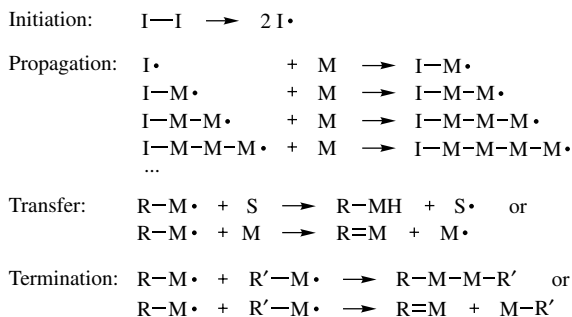 Initiation: I—I → 2 I•
Propagation: I• + M → I—M•
I—M• + M → I—M—M•
I—M—M• + M → I—M—M—M•
I—M—M—M• + M → I—M—M—M—M•
...
Transfer: R—M• + S → R—MH + S• or
R—M• + M → R=M + M•
Termination: R—M• + R′—M• → R—M—M—R′ or
R—M• + R′—M• → R=M + M—R′